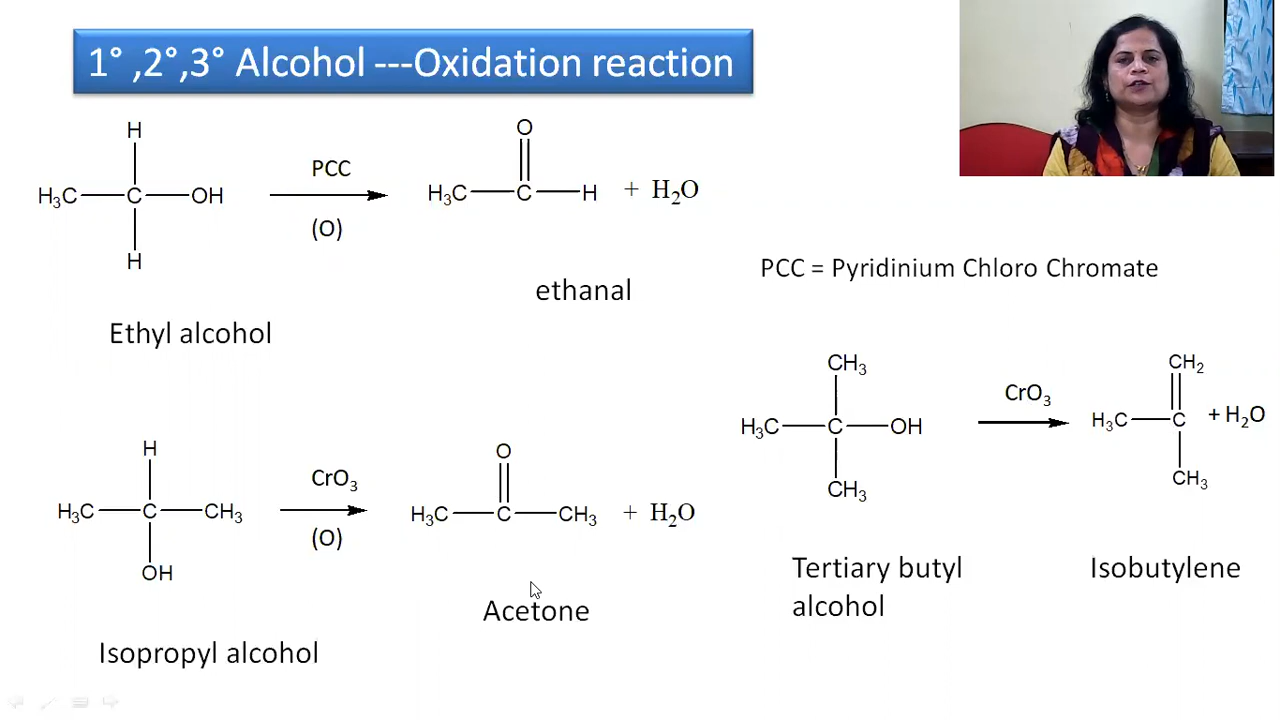 1° ,2°,3° Alcohol ---Oxidation reaction
H
H₃C C OH
H
PCC
(O)
O
H₃C C H + H₂O
ethanal
Ethyl alcohol
PCC = Pyridinium Chloro Chromate
H
H₃C C CH₃
OH
CrO₃
(O)
O
H₃C C CH₃ + H₂O
Acetone
Isopropyl alcohol
CH₃
H₃C C OH
CH₃
CrO₃
CH₂
H₃C C + H₂O
CH₃
Tertiary butyl
alcohol
Isobutylene